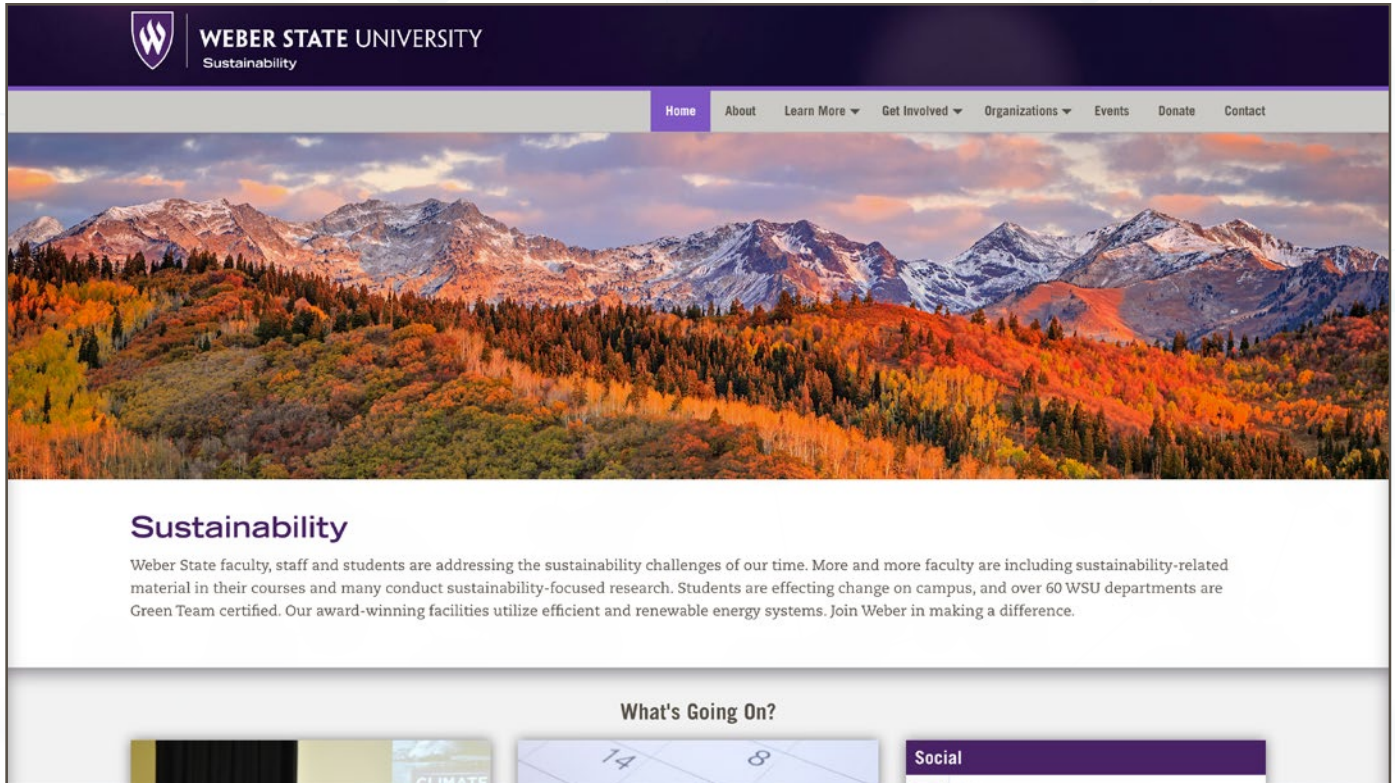 WEBER STATE UNIVERSITY
Sustainability
Home About Learn More Get Involved Organizations Events Donate Contact
Sustainability
Weber State faculty, staff and students are addressing the sustainability challenges of our time. More and more faculty are including sustainability-related
material in their courses and many conduct sustainability-focused research. Students are effecting change on campus, and over 60 WSU departments are
Green Team certified. Our award-winning facilities utilize efficient and renewable energy systems. Join Weber in making a difference.
What's Going On?
CLIMATE
14 8
Social